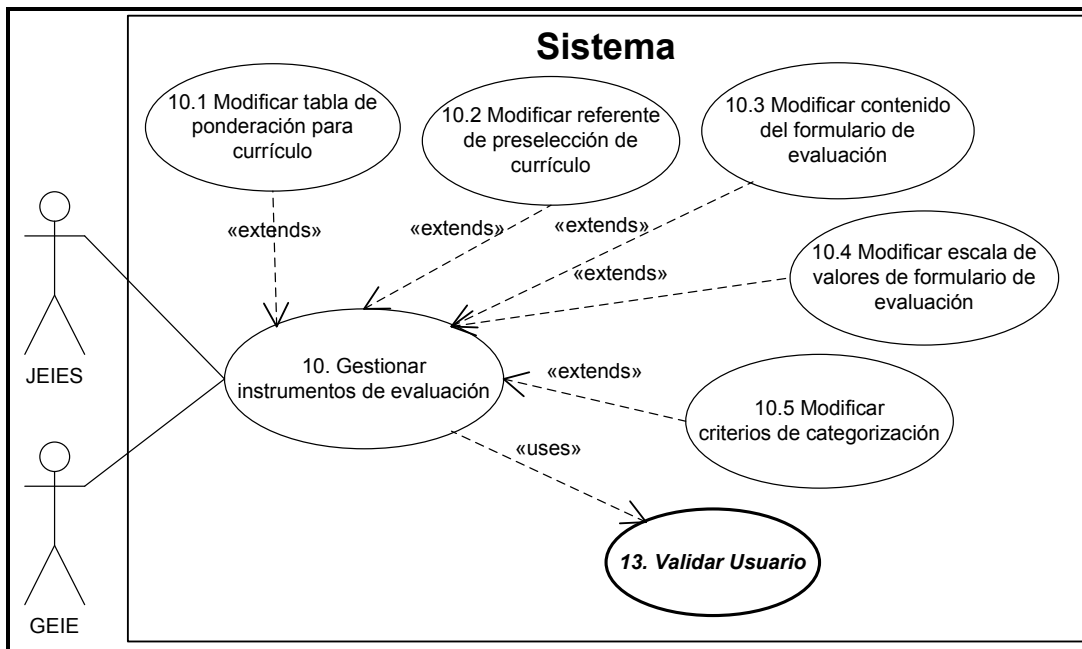 Sistema
10.1 Modificar tabla de
ponderación para
currículo
10.2 Modificar referente
de preselección de
currículo
10.3 Modificar contenido
del formulario de
evaluación
«extends»
«extends»
«extends»
«extends»
10.4 Modificar escala de
valores de formulario de
evaluación
JEIES
10. Gestionar
instrumentos de evaluación
«extends»
10.5 Modificar
criterios de categorización
«uses»
13. Validar Usuario
GEIE